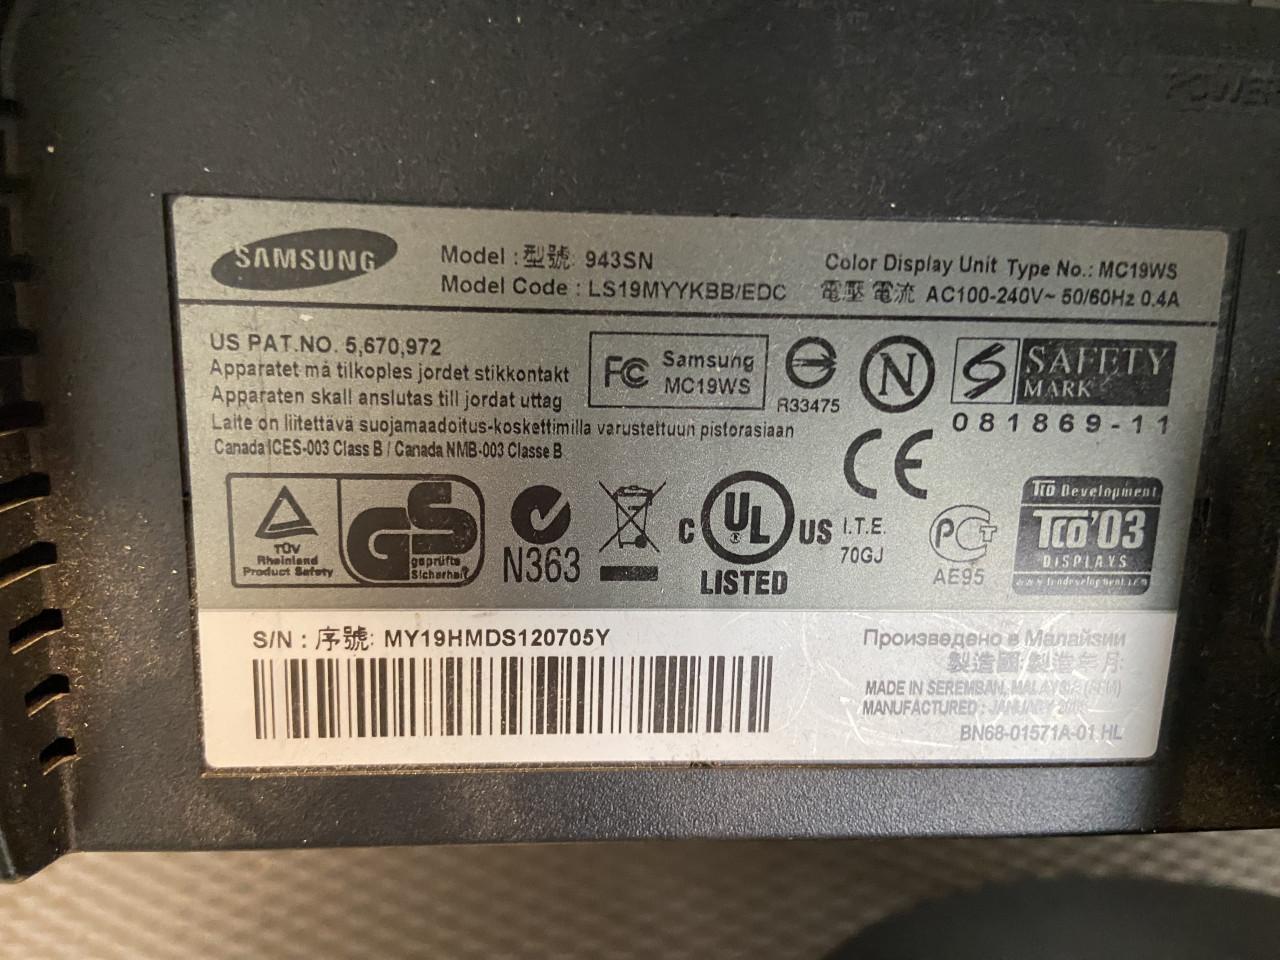 POWER
SAMSUNG
Model : 型號: 943SN
Model Code : LS19MYYKBB/EDC
Color Display Unit Type No.: MC19WS
電壓 電流 AC100-240V~ 50/60Hz 0.4A
US PAT.NO. 5,670,972
Apparatet må tilkoples jordet stikkontakt
Apparaten skall anslutas till jordat uttag
Laite on liitettävä suojamaadoitus-koskettimilla varustettuun pistorasiaan
Canada ICES-003 Class B / Canada NMB-003 Classe B
FC Samsung
MC19WS
R33475
N
SAFETY
MARK
081869-11
CE
TÜV
Rheinland
Product Safety
GS
geprüfte
Sicherheit
N363
C UL US
LISTED
I.T.E.
70GJ
PCT
AE95
TCO Development
TCO'03
DISPLAYS
www.tcodevelopment.com
S/N : 序號: MY19HMDS120705Y
Произведено в Малайзии
製造國 製造年月:
MADE IN SEREMBAN, MALAYSIA
MANUFACTURED : JANUARY
BN68-01571A-01 HL